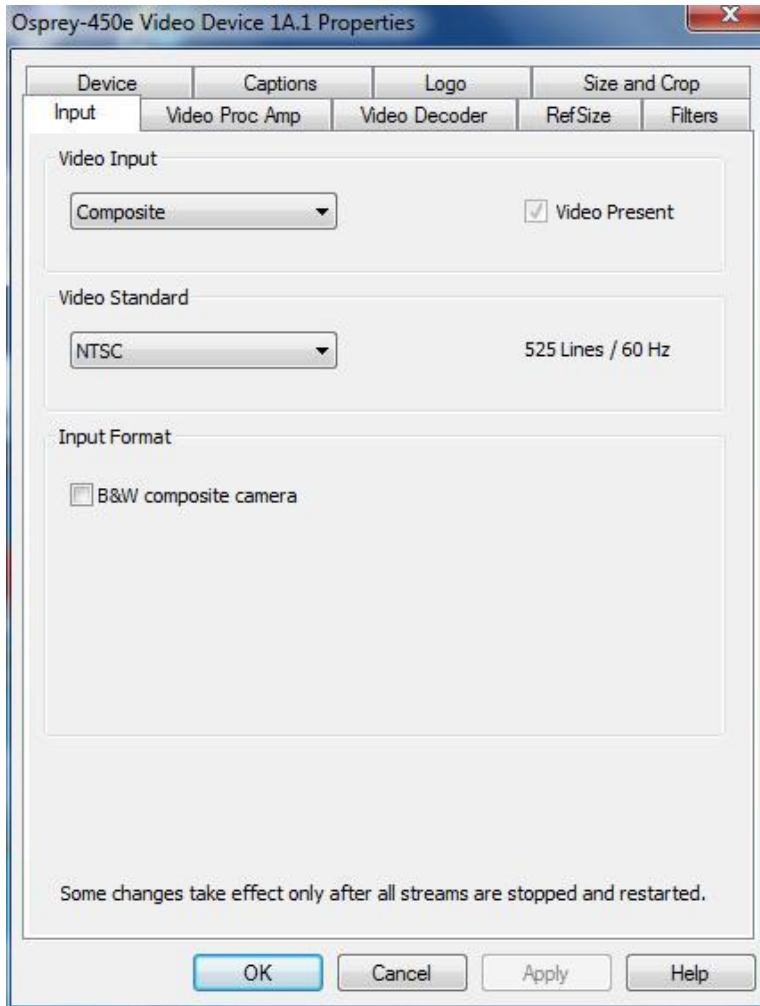 Osprey-450e Video Device 1A.1 Properties
X
Device Captions Logo Size and Crop
Input Video Proc Amp Video Decoder RefSize Filters
Video Input
Composite Video Present
Video Standard
NTSC 525 Lines / 60 Hz
Input Format
B&W composite camera
Some changes take effect only after all streams are stopped and restarted.
OK Cancel Apply Help